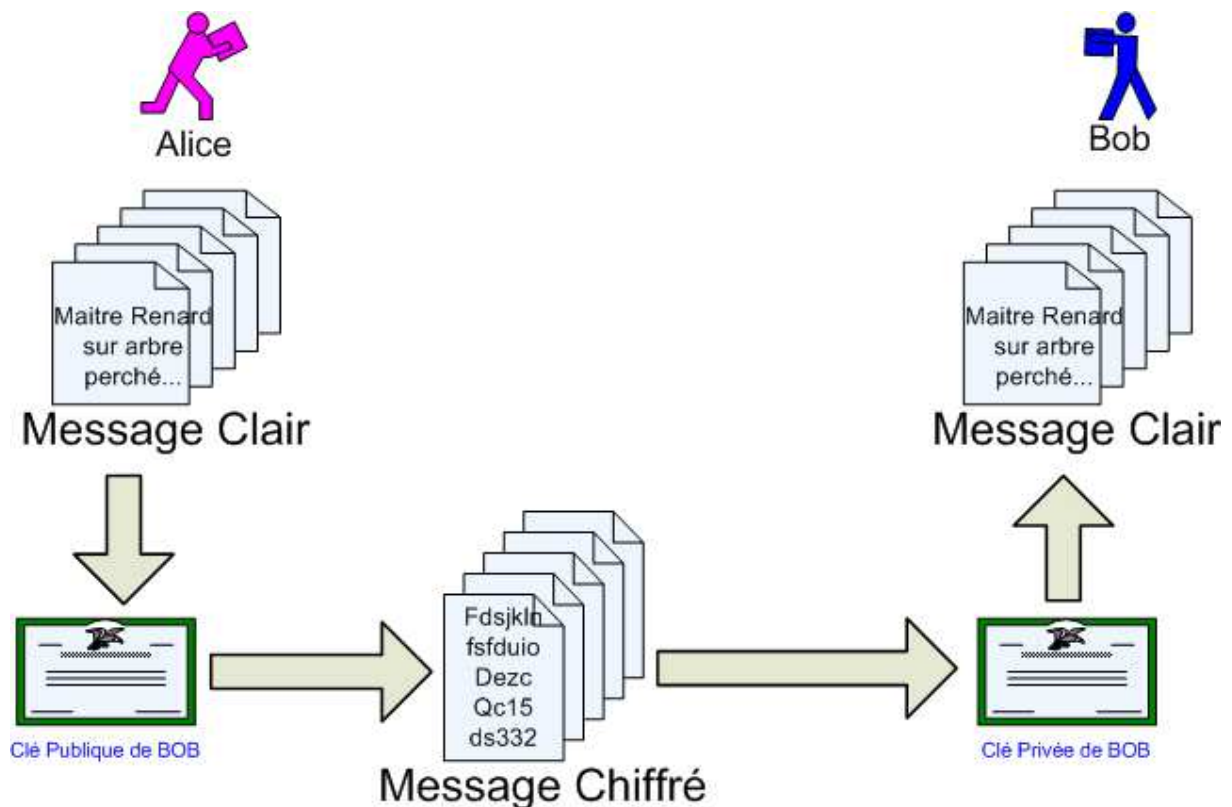 Alice
Bob
Maitre Renard
sur arbre
perché...
Message Clair
Maitre Renard
sur arbre
perché...
Message Clair
Fdsjkln
fsfduio
Dezc
Qc15
ds332
Clé Publique de BOB
Message Chiffré
Clé Privée de BOB